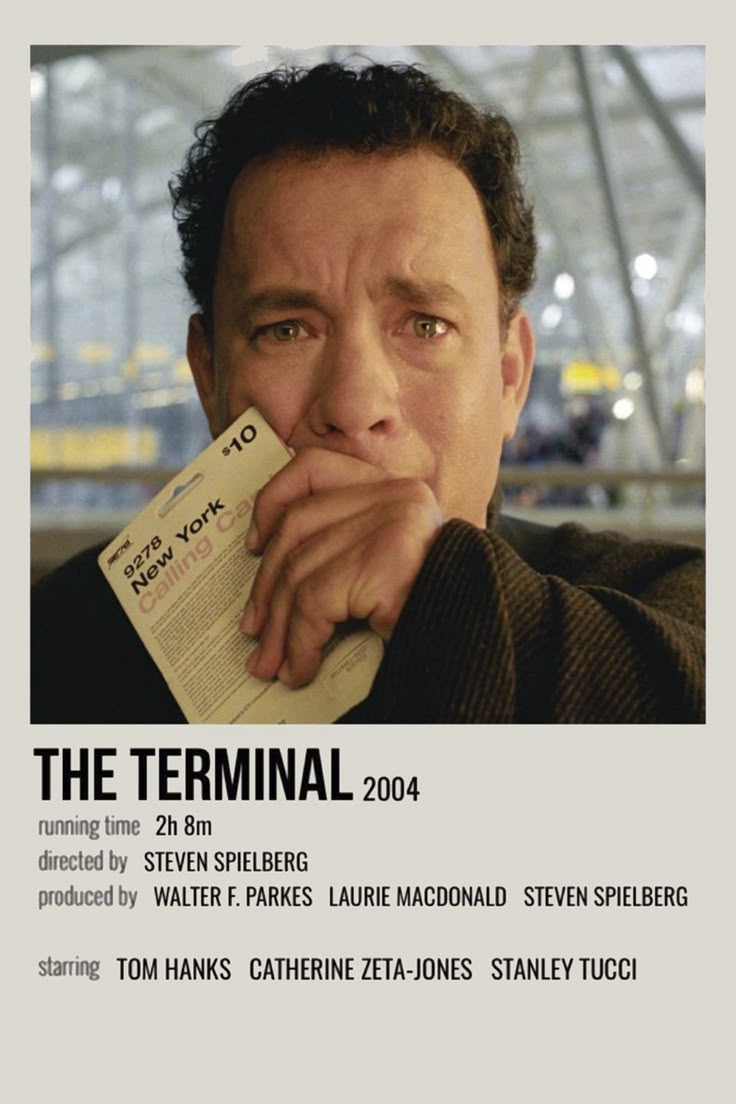 $10
9278
New York
Calling Ca
THE TERMINAL 2004
running time 2h 8m
directed by STEVEN SPIELBERG
produced by WALTER F. PARKES LAURIE MACDONALD STEVEN SPIELBERG
starring TOM HANKS CATHERINE ZETA-JONES STANLEY TUCCI